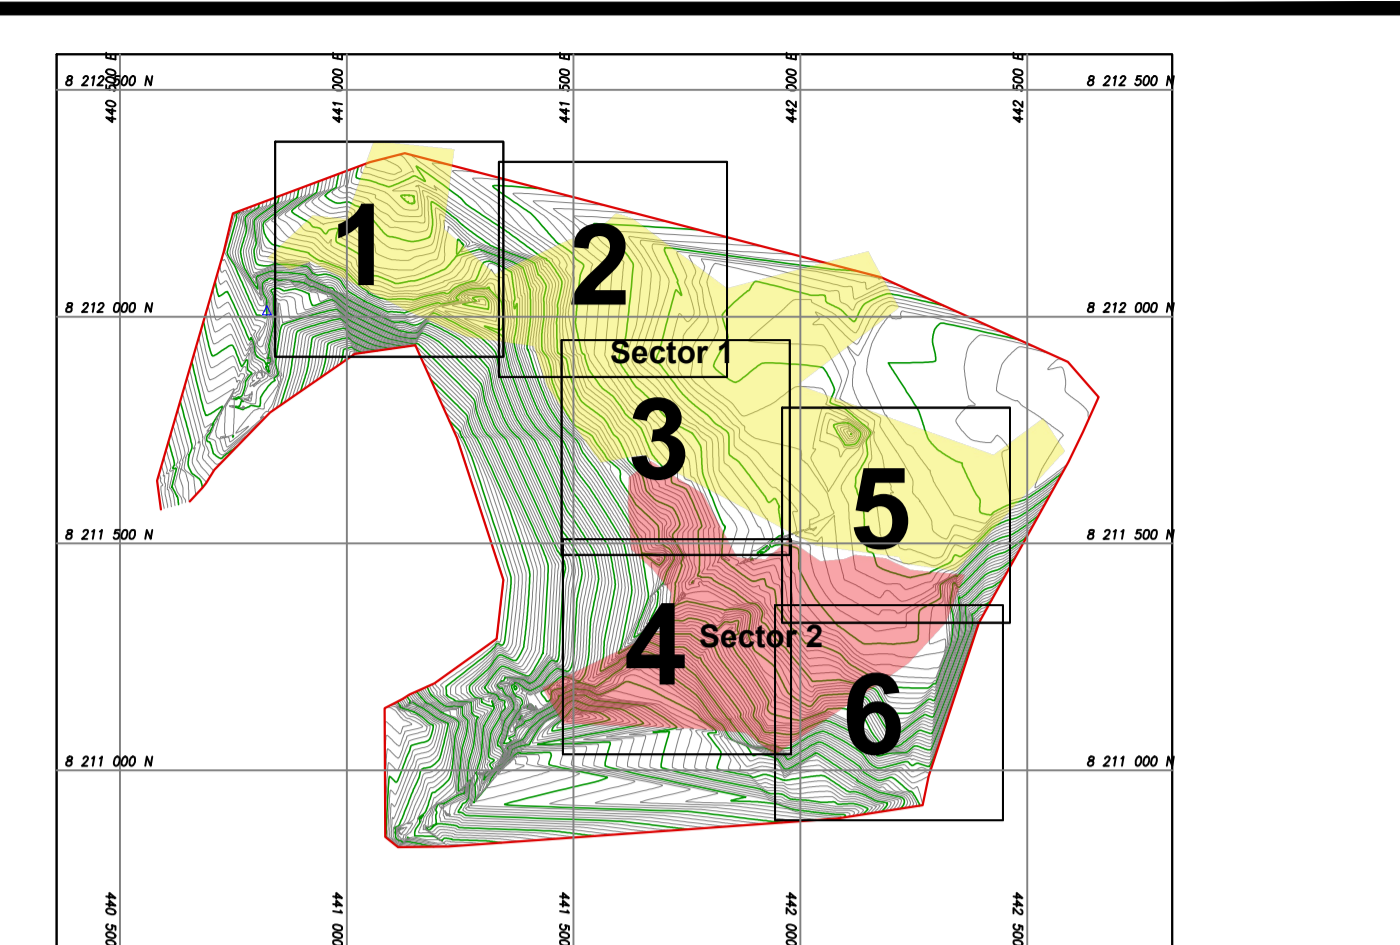 440 500 E
441 000 E
441 500 E
442 000 E
442 500 E
8 212 500 N
8 212 500 N
1
2
8 212 000 N
8 212 000 N
Sector 1
3
5
8 211 500 N
8 211 500 N
4
Sector 2
6
8 211 000 N
8 211 000 N
440 500
441 000
441 500
442 000
442 500